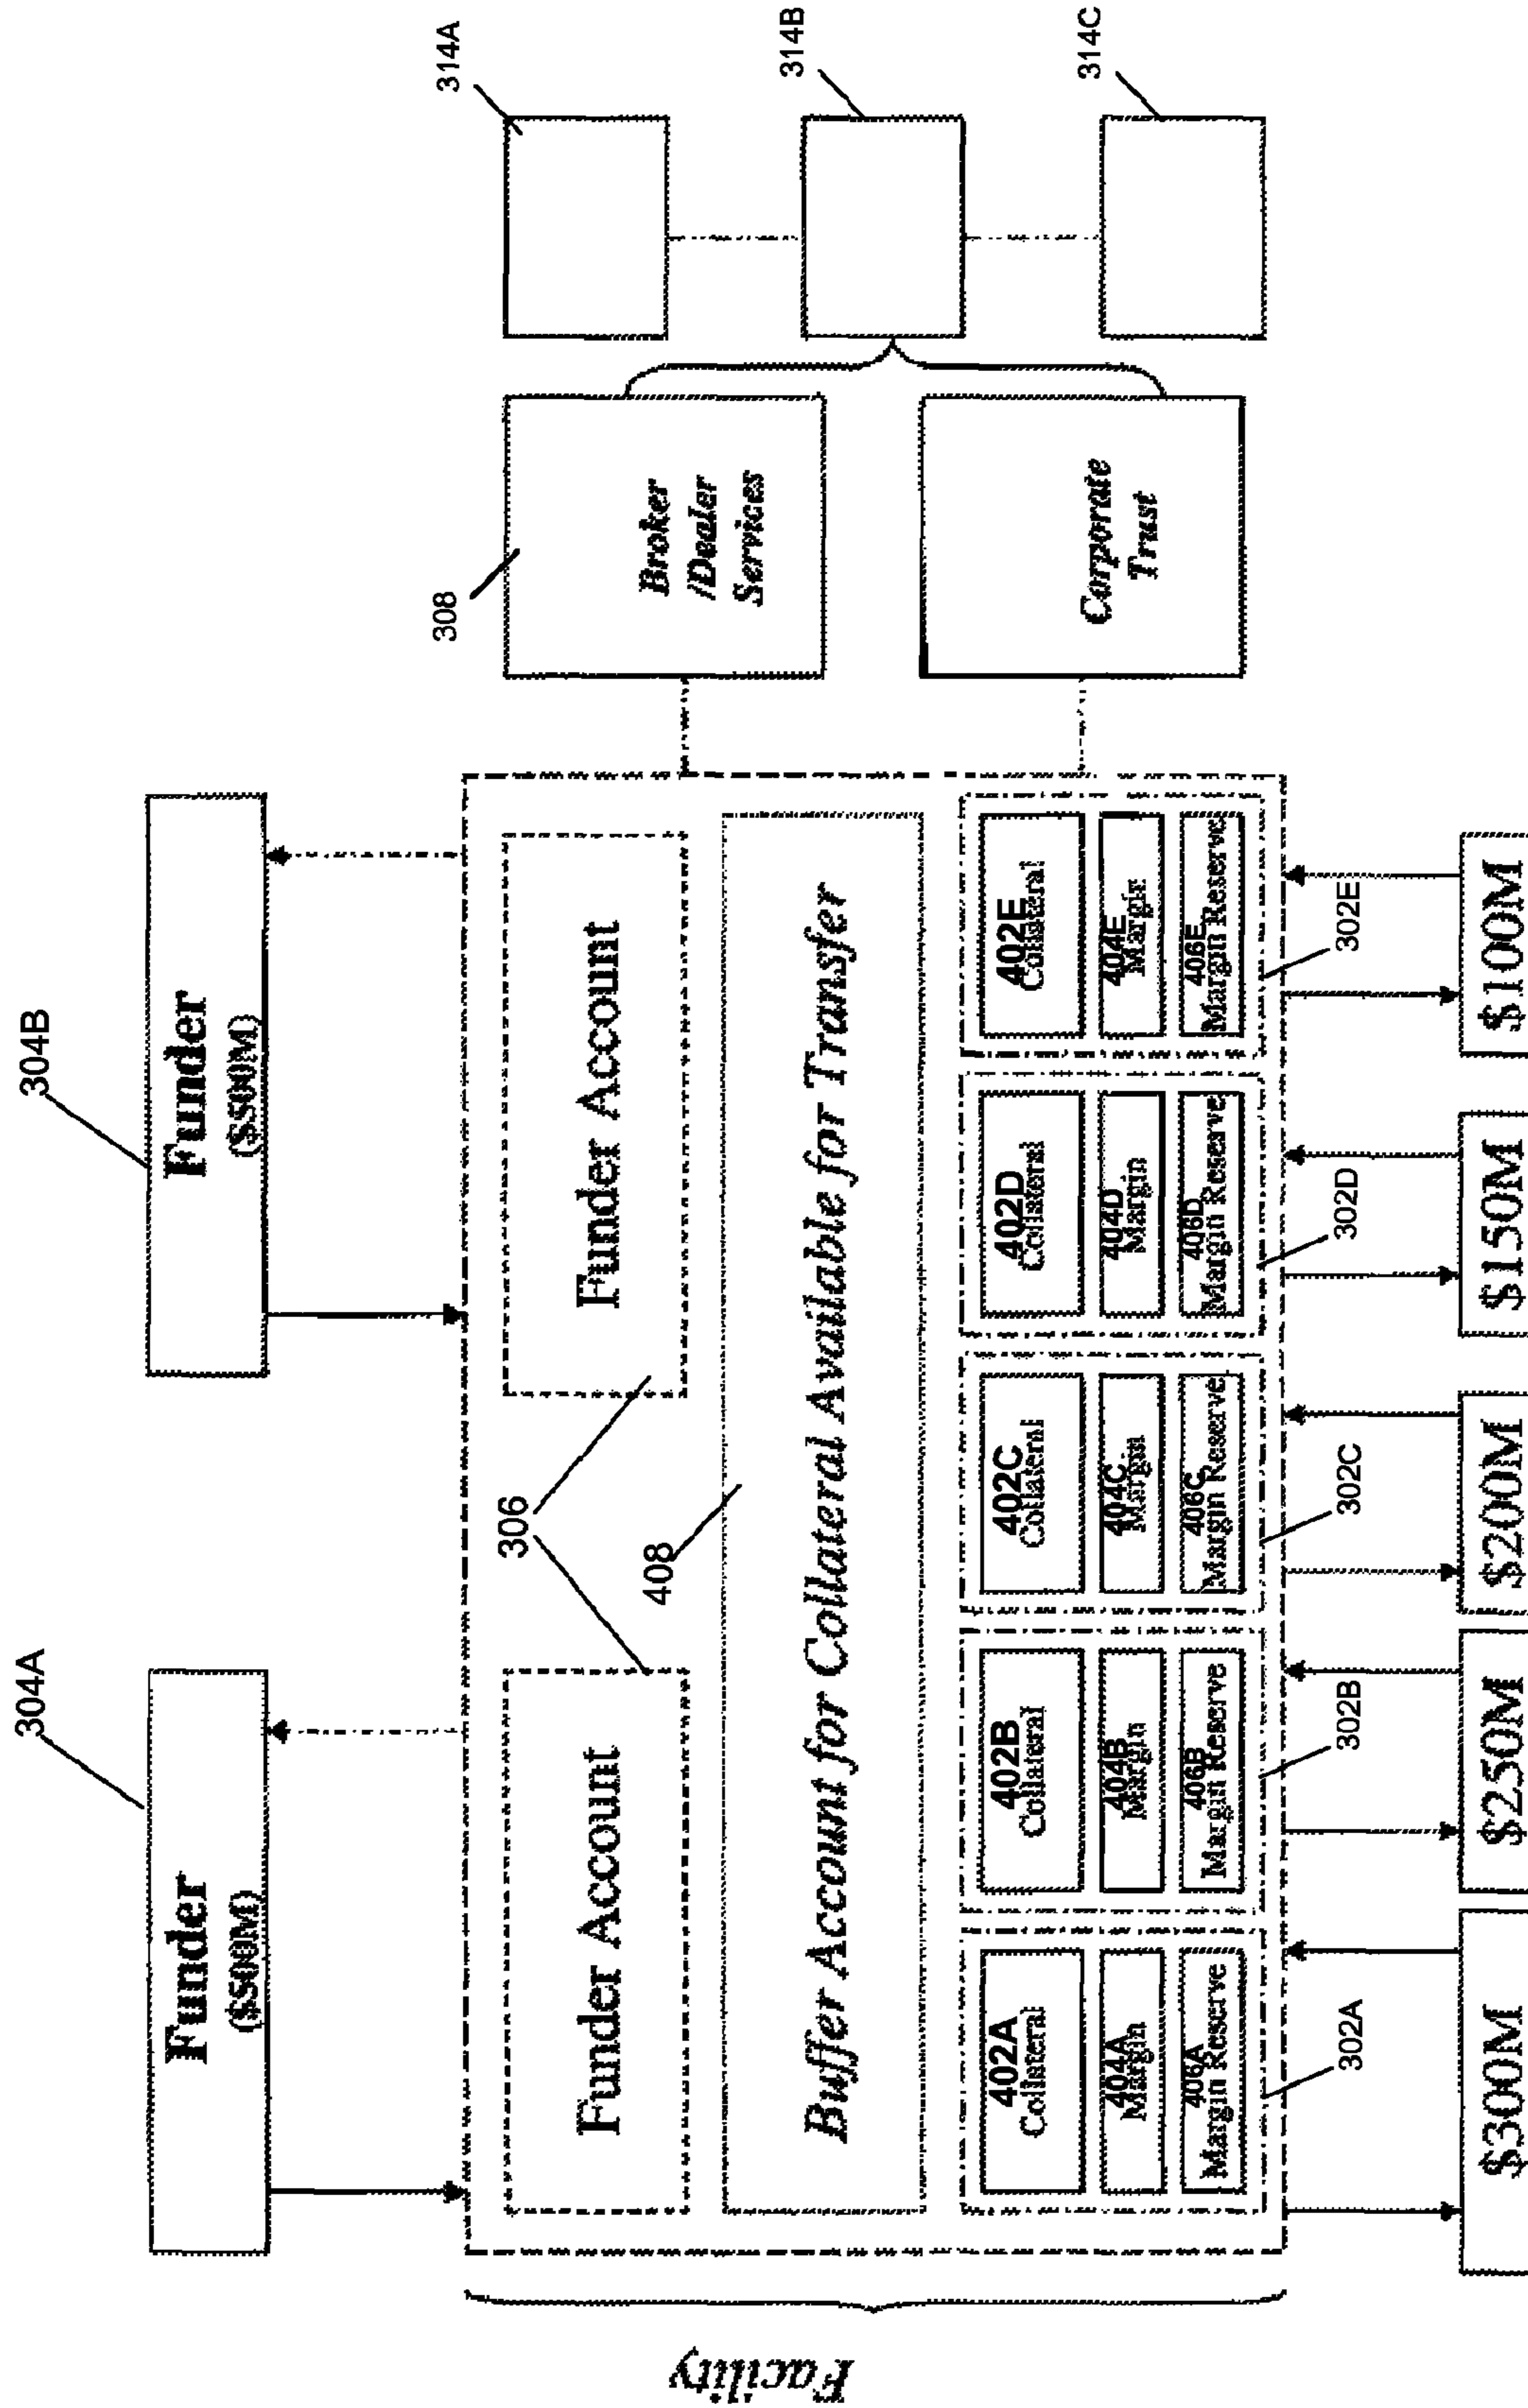 304A
304B
Funder
($500M)
Funder
($500M)
Facility
Funder Account
306
Funder Account
408
Buffer Account for Collateral Available for Transfer
402A
Collateral
404A
Margin
406A
Margin Reserve
402B
Collateral
404B
Margin
406B
Margin Reserve
402C
Collateral
404C
Margin
406C
Margin Reserve
402D
Collateral
404D
Margin
406D
Margin Reserve
402E
Collateral
404E
Margin
406E
Margin Reserve
302A
302B
302C
302D
302E
$300M
$250M
$200M
$150M
$100M
308
Broker
/Dealer
Services
Corporate
Trust
314A
314B
314C